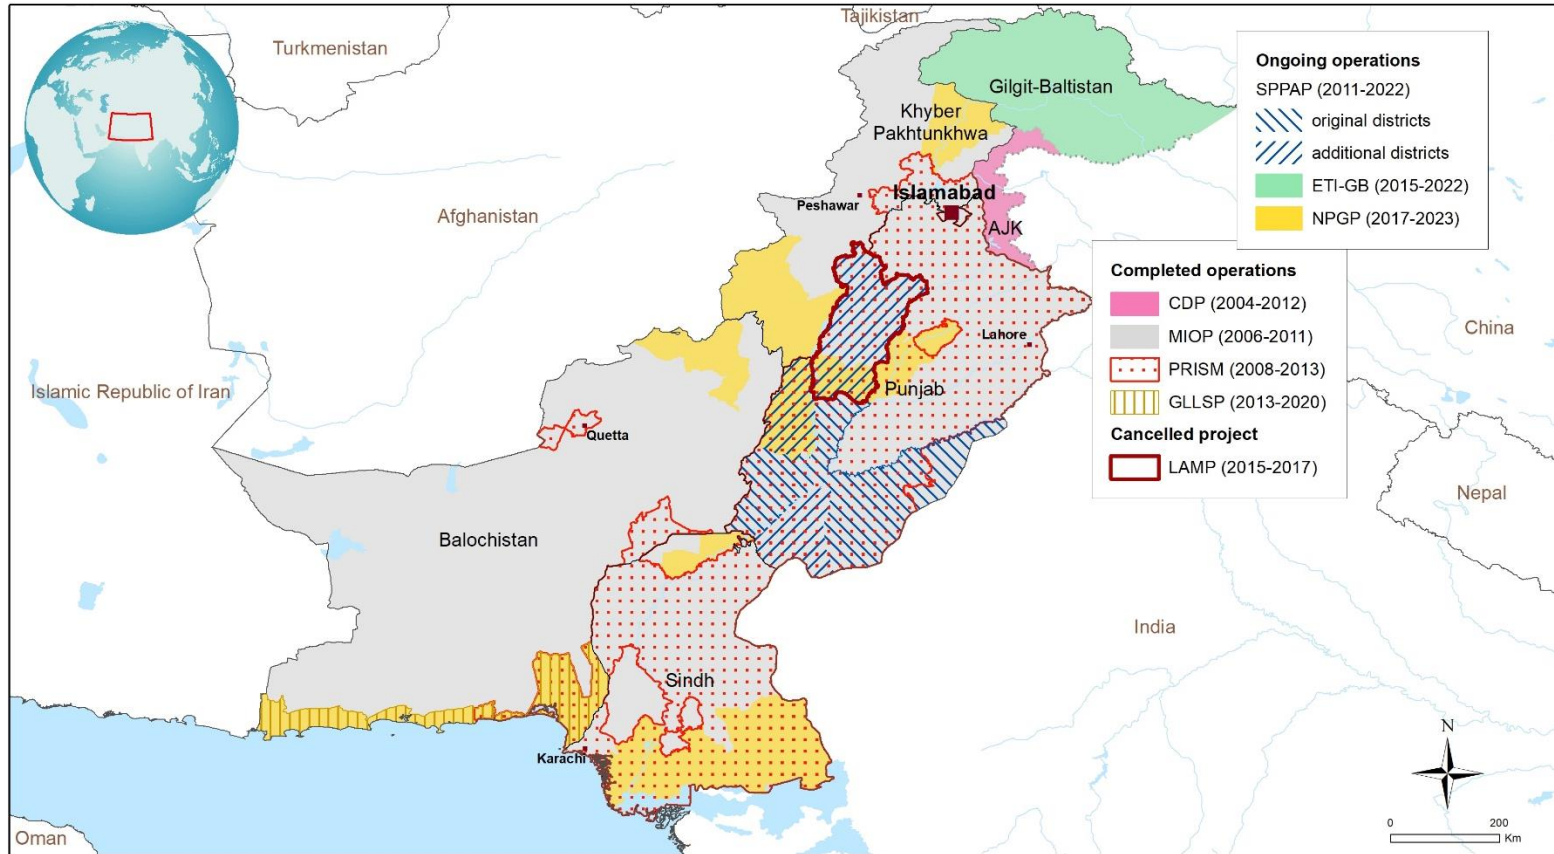 Tajikistan
Turkmenistan
Gilgit-Baltistan
Khyber
Pakhtunkhwa
Islamabad
Peshawar
Afghanistan
AJK
Lahore
China
Islamic Republic of Iran
Punjab
Quetta
Nepal
Balochistan
India
Sindh
Karachi
Oman
Ongoing operations
SPPAP (2011-2022)
original districts
additional districts
ETI-GB (2015-2022)
NPGP (2017-2023)
Completed operations
CDP (2004-2012)
MIOP (2006-2011)
PRISM (2008-2013)
GLLSP (2013-2020)
Cancelled project
LAMP (2015-2017)
N
0 200
Km